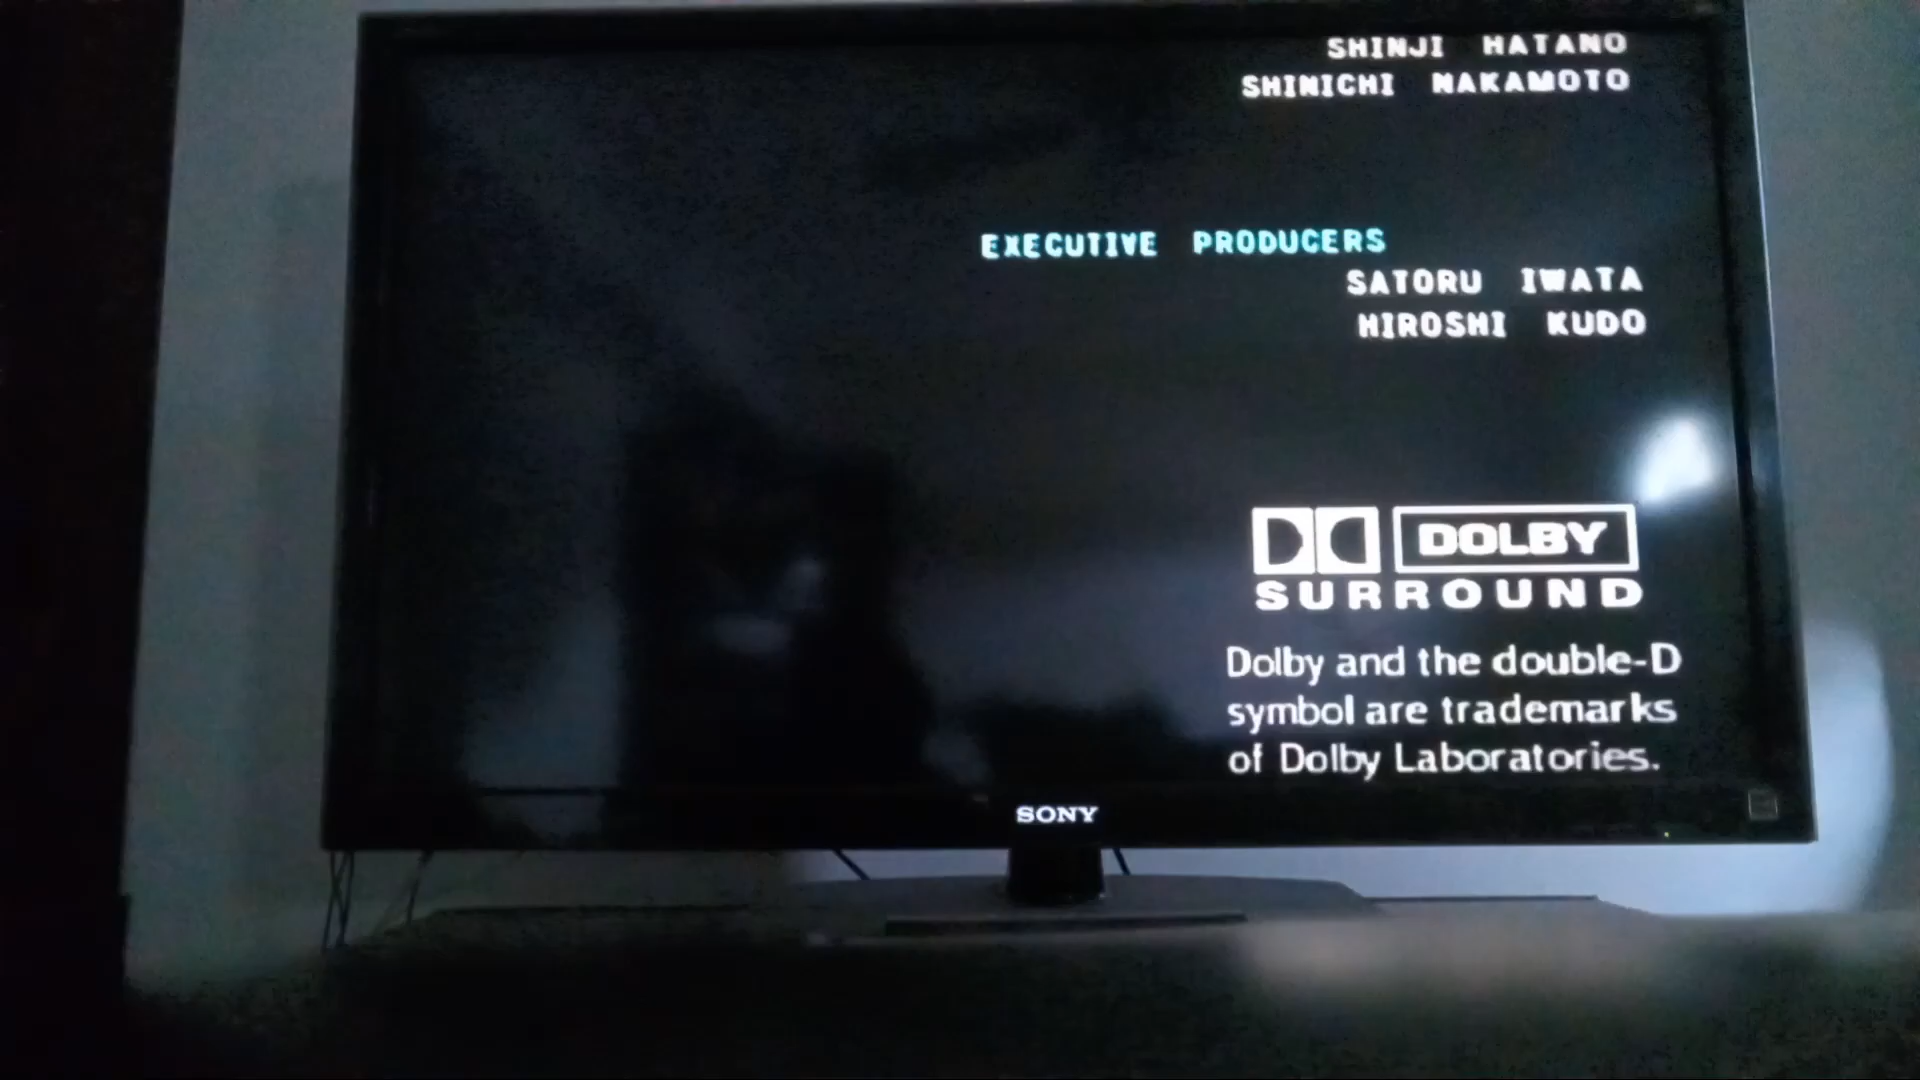 SHINJI HATANO
SHINICHI NAKAMOTO
EXECUTIVE PRODUCERS
SATORU IWATA
HIROSHI KUDO
DOLBY
SURROUND
Dolby and the double-D
symbol are trademarks
of Dolby Laboratories.
SONY